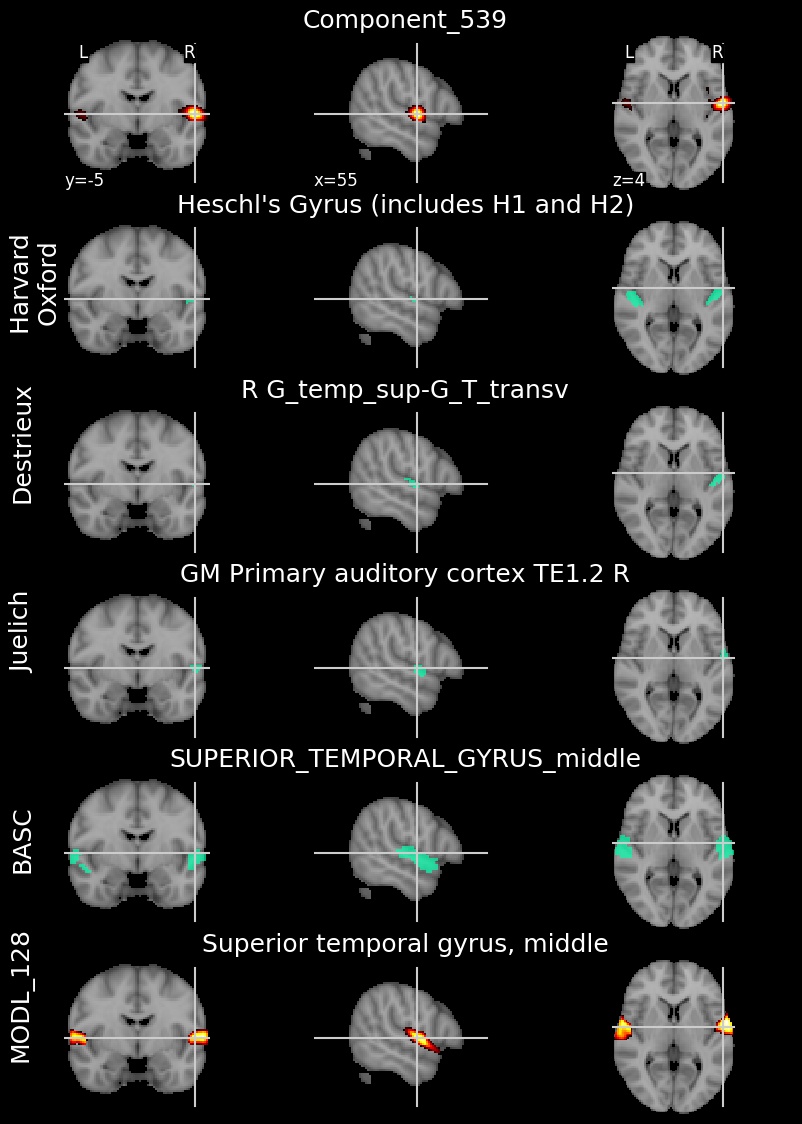 Component_539
L R
L R
y=-5
x=55
z=4
Heschl's Gyrus (includes H1 and H2)
Harvard
Oxford
R G_temp_sup-G_T_transv
Destrieux
GM Primary auditory cortex TE1.2 R
Juelich
SUPERIOR_TEMPORAL_GYRUS_middle
BASC
Superior temporal gyrus, middle
MODL_128